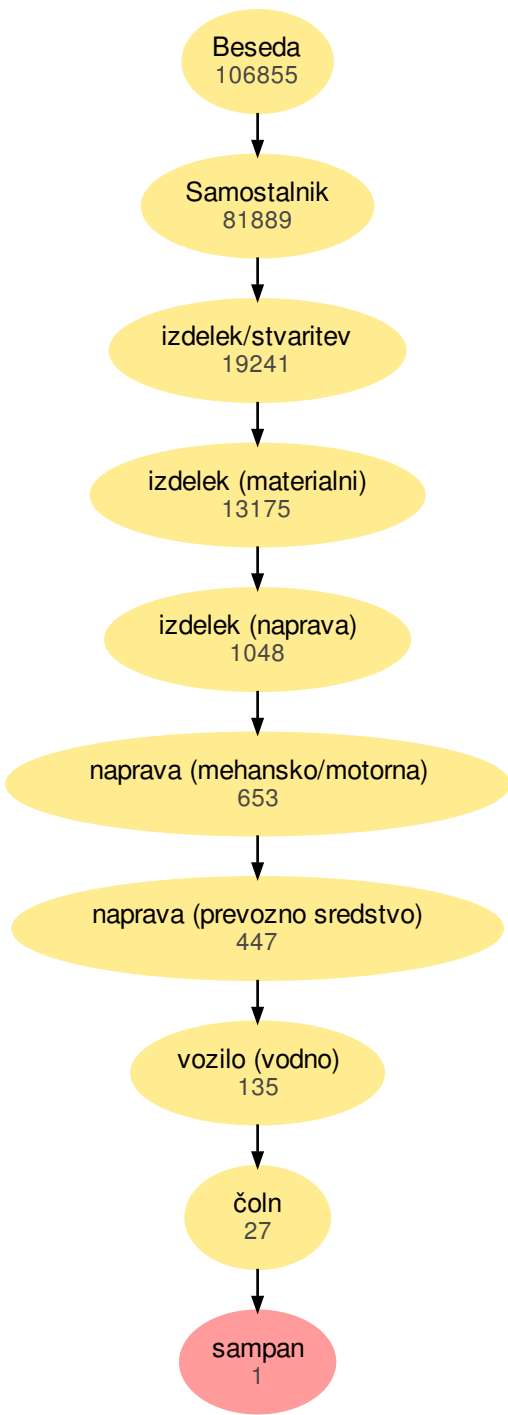 Beseda
106855
Samostalnik
81889
izdelek/stvaritev
19241
izdelek (materialni)
13175
izdelek (naprava)
1048
naprava (mehansko/motorna)
653
naprava (prevozno sredstvo)
447
vozilo (vodno)
135
čoln
27
sampan
1